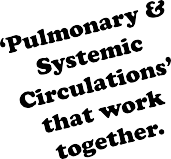 ‘Pulmonary &
Systemic
Circulations’
that work
together.